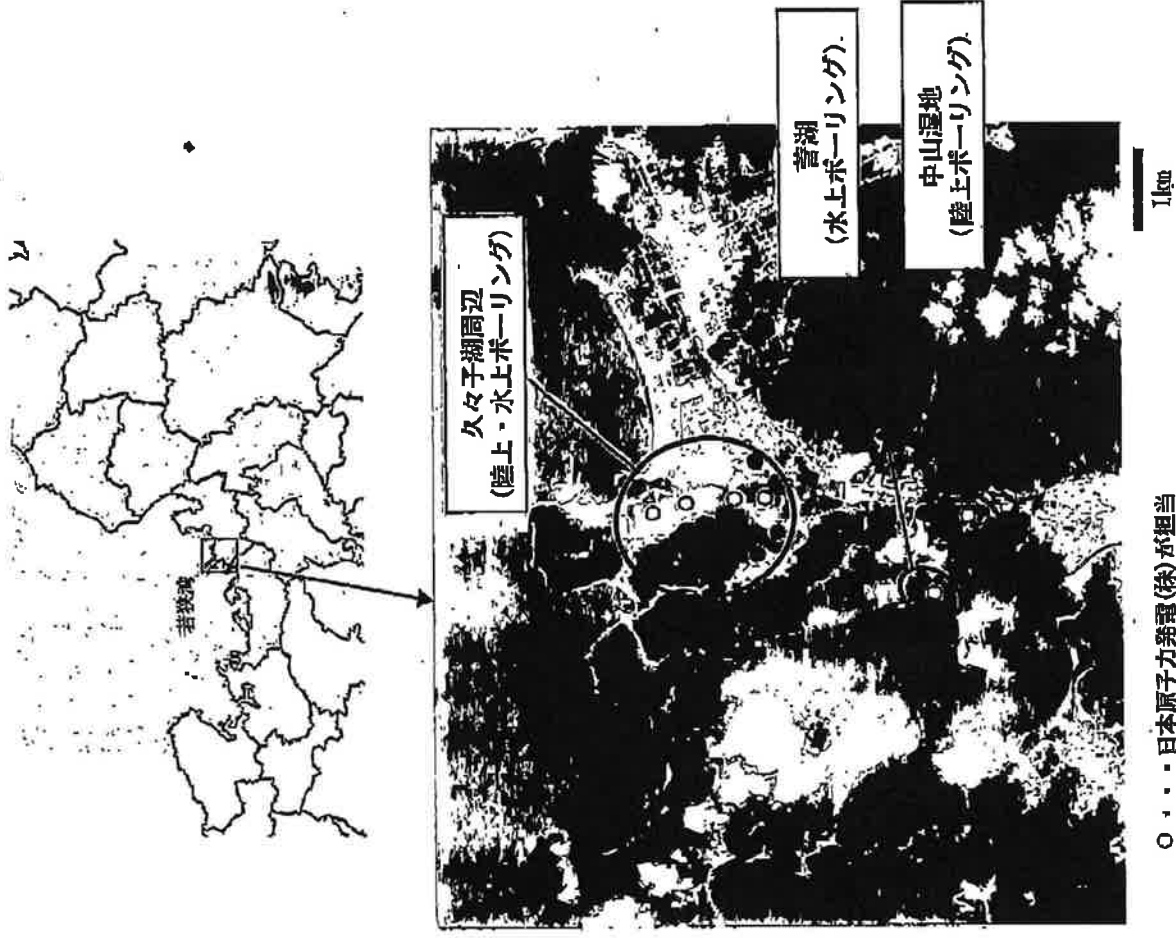 若狭湾
久々子湖周辺
(陸上・水上ボーリング)
菅湖
(水上ボーリング)
中山湿地
(陸上ボーリング)
1km
○・・・日本原子力発電(株)が担当